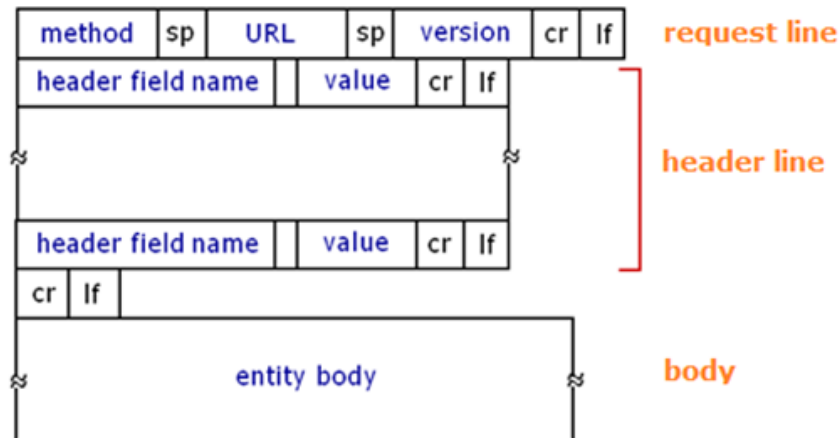 method sp URL sp version cr lf request line
header field name value cr lf
header line
header field name value cr lf
cr lf
entity body body